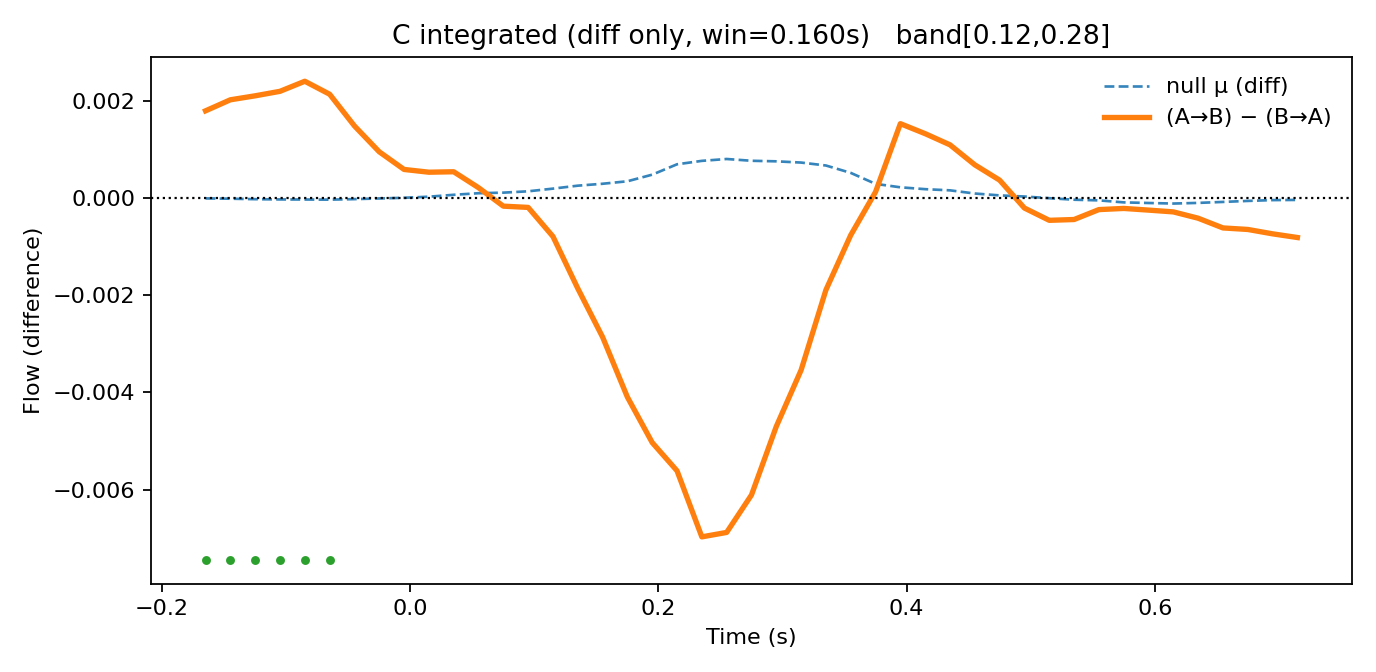 C integrated (diff only, win=0.160s)   band[0.12,0.28]
null μ (diff)
(A→B) − (B→A)
Flow (difference)
0.002
0.000
−0.002
−0.004
−0.006
−0.2
0.0
0.2
0.4
0.6
Time (s)